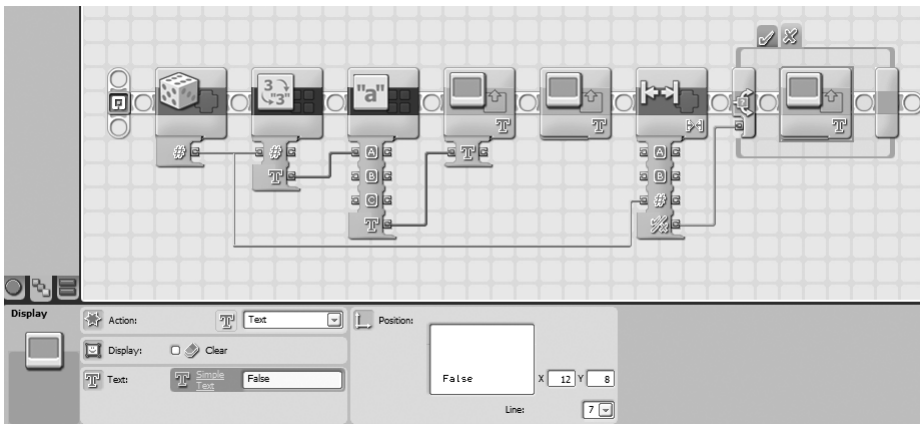 3 "3"
"a"
T T
# # A T A
T B B
C #
T
Display
Action: T Text
Position:
Display: Clear
Text: T Simple Text False
False
X 12 Y 8
Line: 7